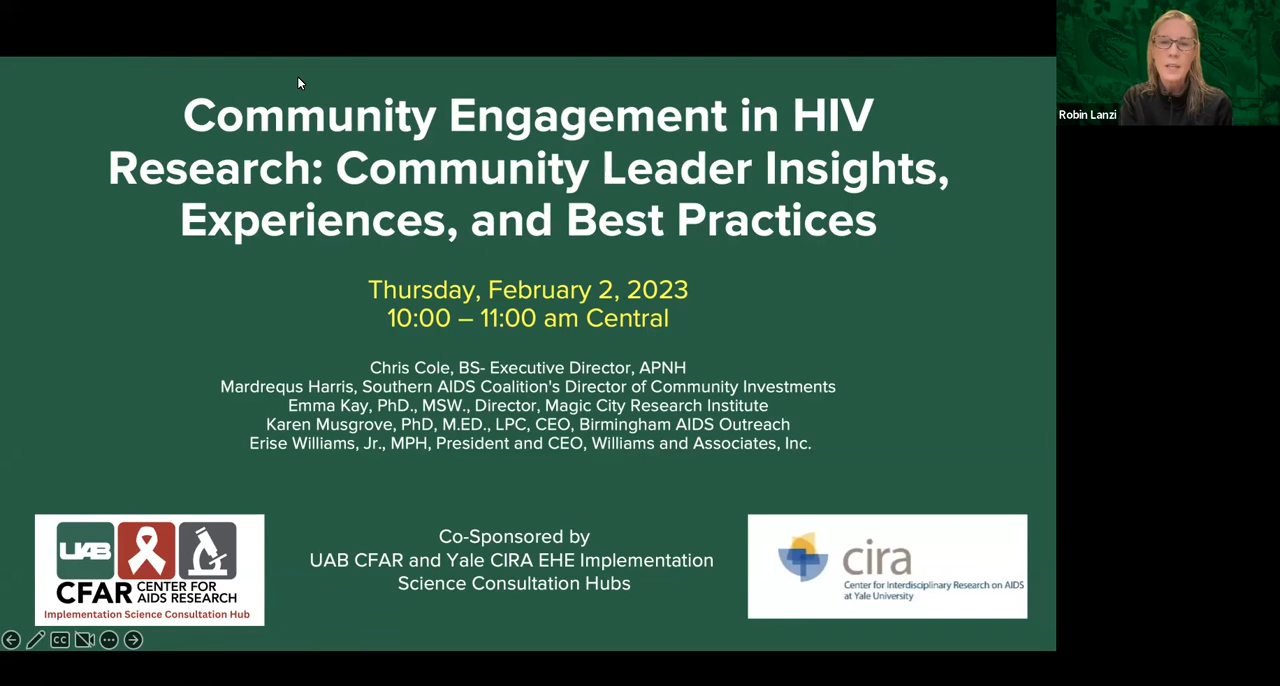 Community Engagement in HIV
Research: Community Leader Insights,
Experiences, and Best Practices
Thursday, February 2, 2023
10:00 – 11:00 am Central
Chris Cole, BS- Executive Director, APNH
Mardrequs Harris, Southern AIDS Coalition's Director of Community Investments
Emma Kay, PhD., MSW., Director, Magic City Research Institute
Karen Musgrove, PhD, M.ED., LPC, CEO, Birmingham AIDS Outreach
Erise Williams, Jr., MPH, President and CEO, Williams and Associates, Inc.
UAB
CFAR CENTER FOR
AIDS RESEARCH
Implementation Science Consultation Hub
Co-Sponsored by
UAB CFAR and Yale CIRA EHE Implementation
Science Consultation Hubs
cira
Center for Interdisciplinary Research on AIDS
at Yale University
CC
Robin Lanzi